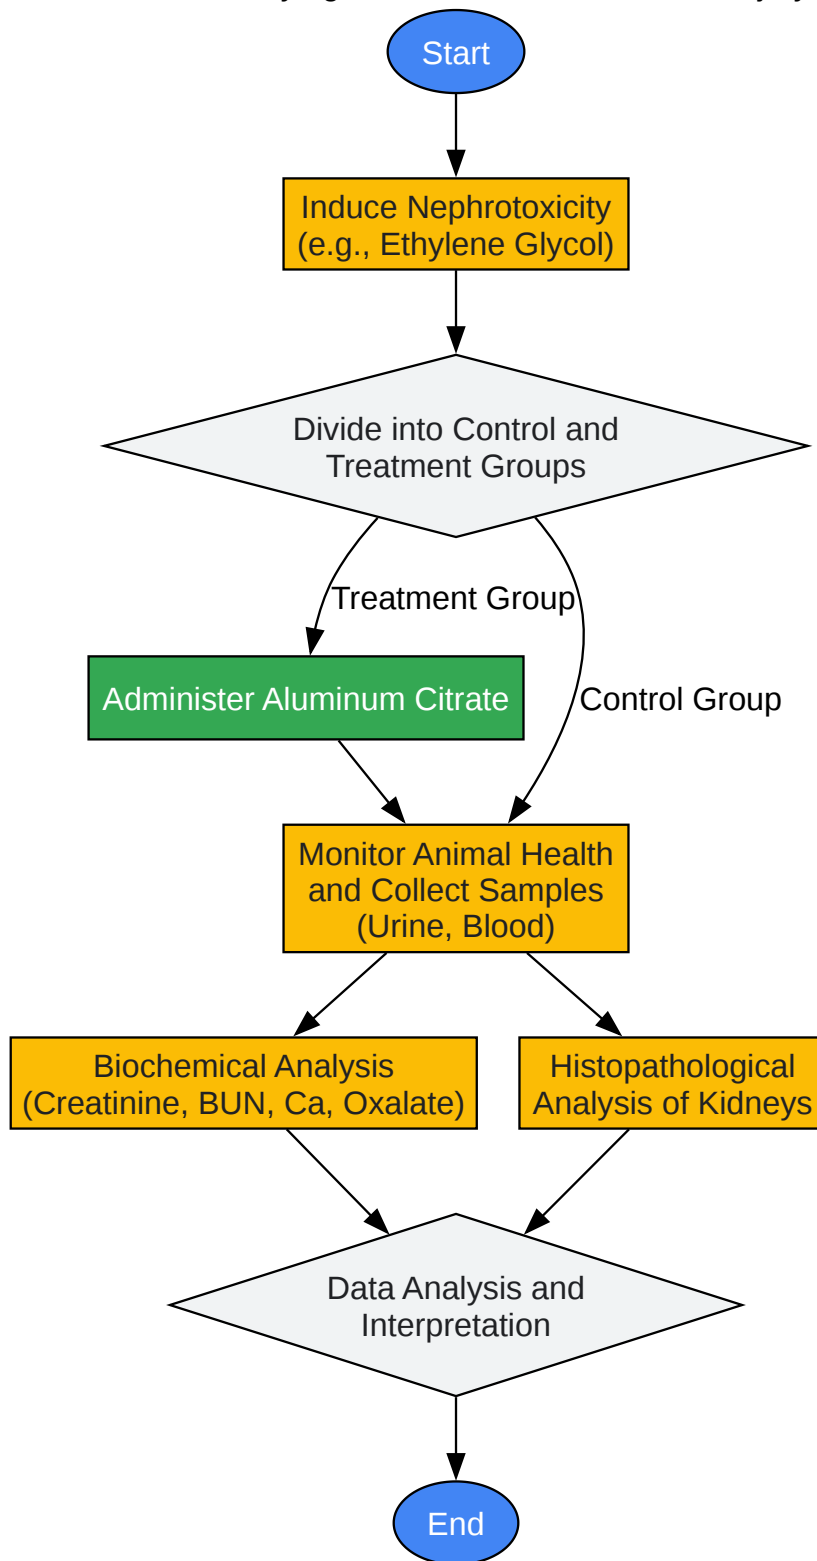 Start
Induce Nephrotoxicity
(e.g., Ethylene Glycol)
Divide into Control and
Treatment Groups
Treatment Group
Administer Aluminum Citrate
Control Group
Monitor Animal Health
and Collect Samples
(Urine, Blood)
Biochemical Analysis
(Creatinine, BUN, Ca, Oxalate)
Histopathological
Analysis of Kidneys
Data Analysis and
Interpretation
End